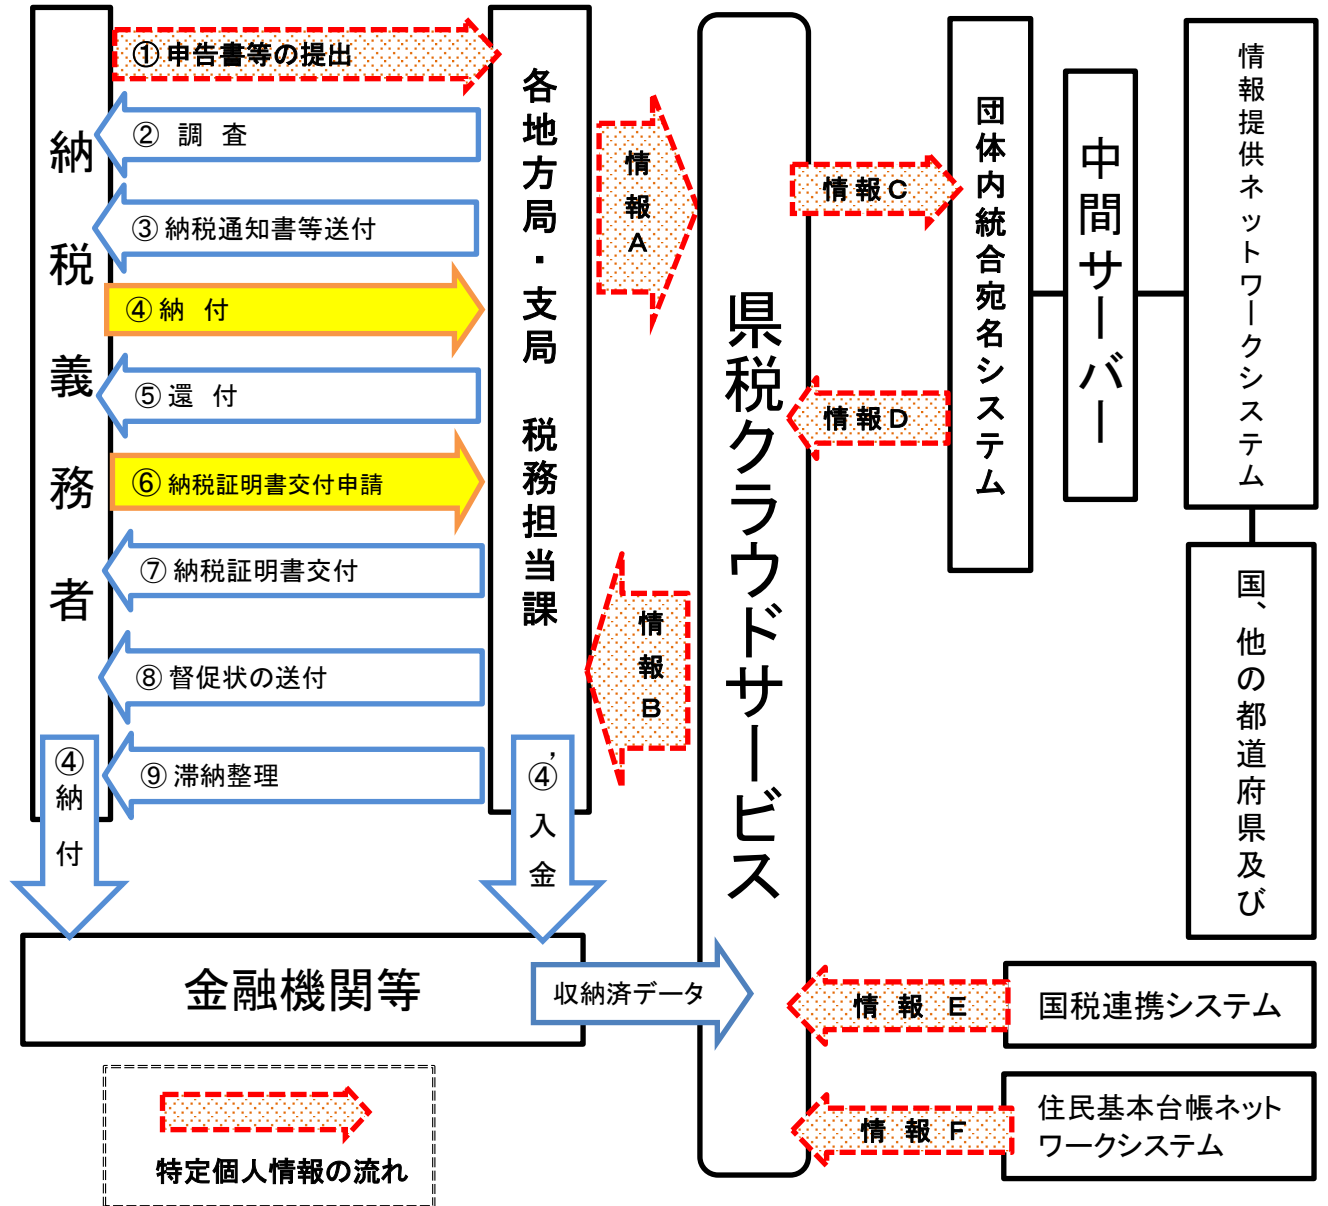 納税義務者
①申告書等の提出
② 調 査
③納税通知書等送付
④納 付
⑤還 付
⑥納税証明書交付申請
⑦納税証明書交付
⑧督促状の送付
⑨滞納整理
④納付
各地方局・支局 税務担当課
④'入金
金融機関等
収納済データ
情報A
情報B
県税クラウドサービス
情報C
情報D
情報E
情報F
団体内統合宛名システム
中間サーバー
情報提供ネットワークシステム
国、他の都道府県及び
国税連携システム
住民基本台帳ネット
ワークシステム
特定個人情報の流れ